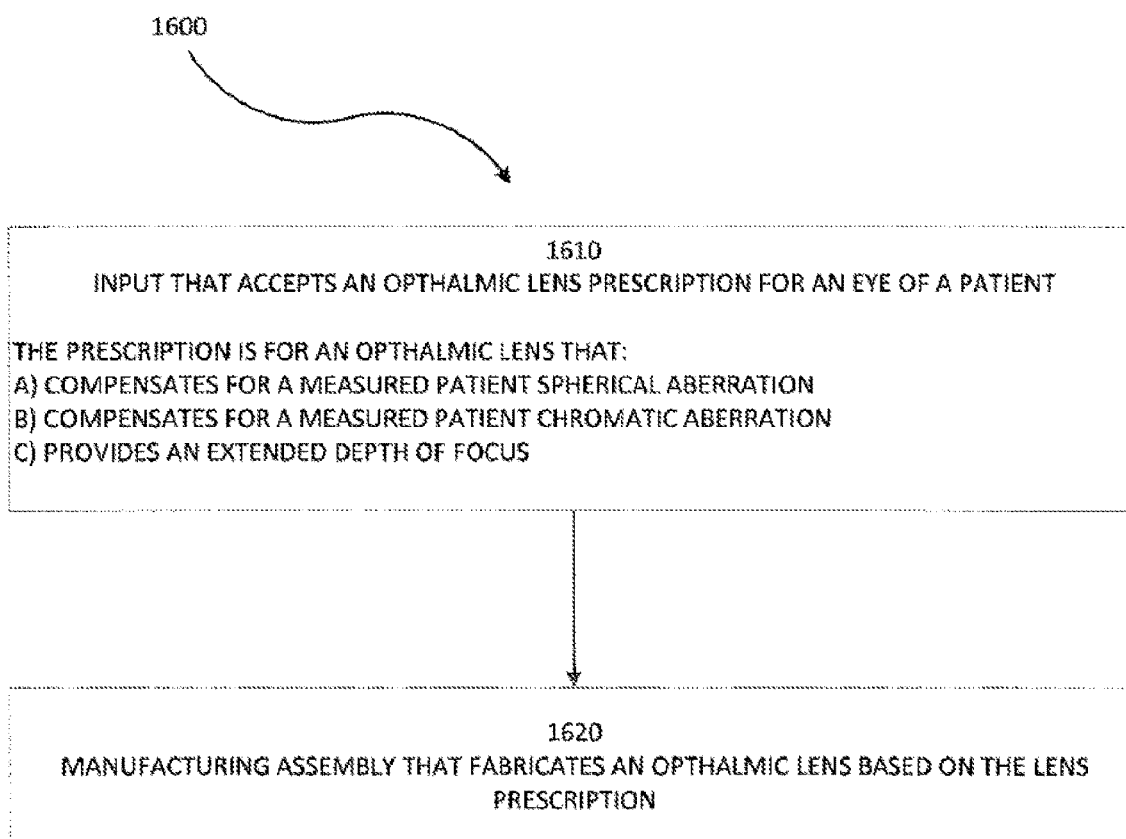 1600
1610
INPUT THAT ACCEPTS AN OPTHALMIC LENS PRESCRIPTION FOR AN EYE OF A PATIENT
THE PRESCRIPTION IS FOR AN OPTHALMIC LENS THAT:
A) COMPENSATES FOR A MEASURED PATIENT SPHERICAL ABERRATION
B) COMPENSATES FOR A MEASURED PATIENT CHROMATIC ABERRATION
C) PROVIDES AN EXTENDED DEPTH OF FOCUS
1620
MANUFACTURING ASSEMBLY THAT FABRICATES AN OPTHALMIC LENS BASED ON THE LENS
PRESCRIPTION